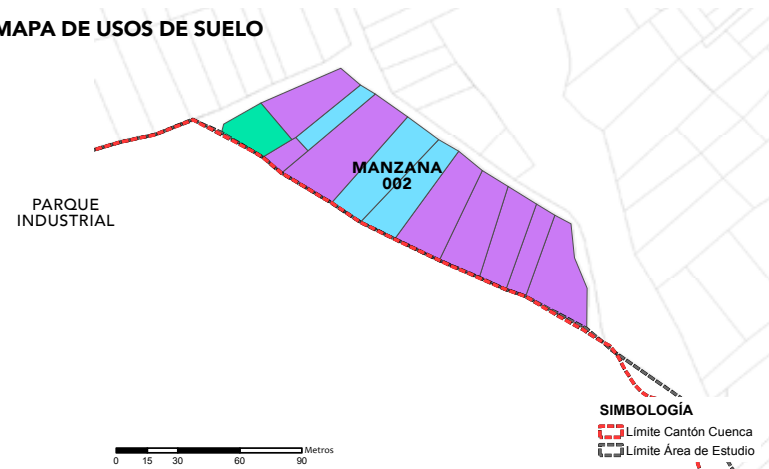 MAPA DE USOS DE SUELO
MANZANA
002
PARQUE
INDUSTRIAL
SIMBOLOGÍA
Límite Cantón Cuenca
Límite Área de Estudio
Metros
0 15 30 60 90